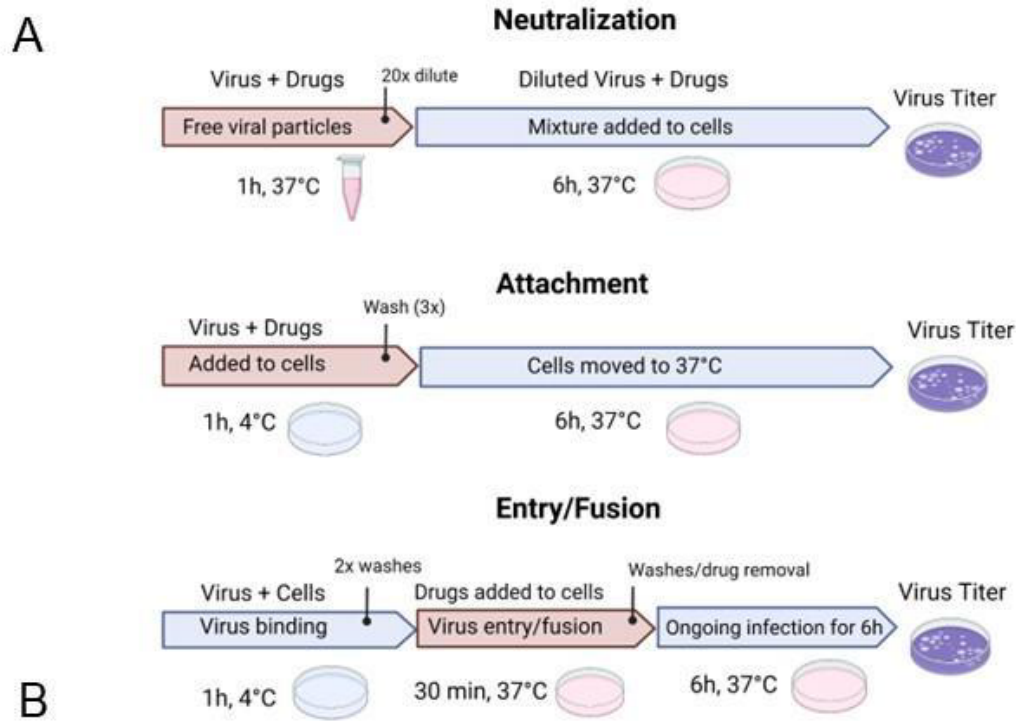 A
Neutralization
Virus + Drugs
20x dilute
Diluted Virus + Drugs
Virus Titer
Free viral particles
Mixture added to cells
1h, 37°C
6h, 37°C
Attachment
Wash (3x)
Virus + Drugs
Virus Titer
Added to cells
Cells moved to 37°C
1h, 4°C
6h, 37°C
Entry/Fusion
2x washes
Washes/drug removal
Virus + Cells
Drugs added to cells
Virus Titer
Virus binding
Virus entry/fusion
Ongoing infection for 6h
1h, 4°C
30 min, 37°C
6h, 37°C
B